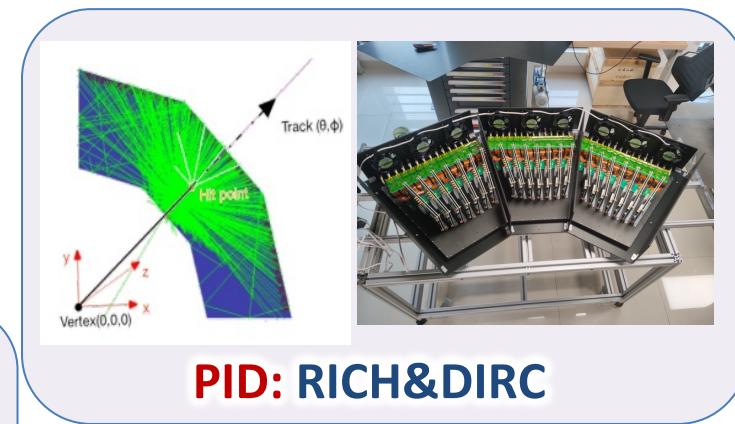 Track (θ,ϕ)
Hit point
y
z
x
Vertex(0,0,0)
PID: RICH&DIRC